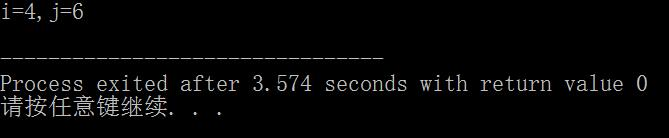 i=4,j=6
--------------------------------
Process exited after 3.574 seconds with return value 0
请按任意键继续. . .